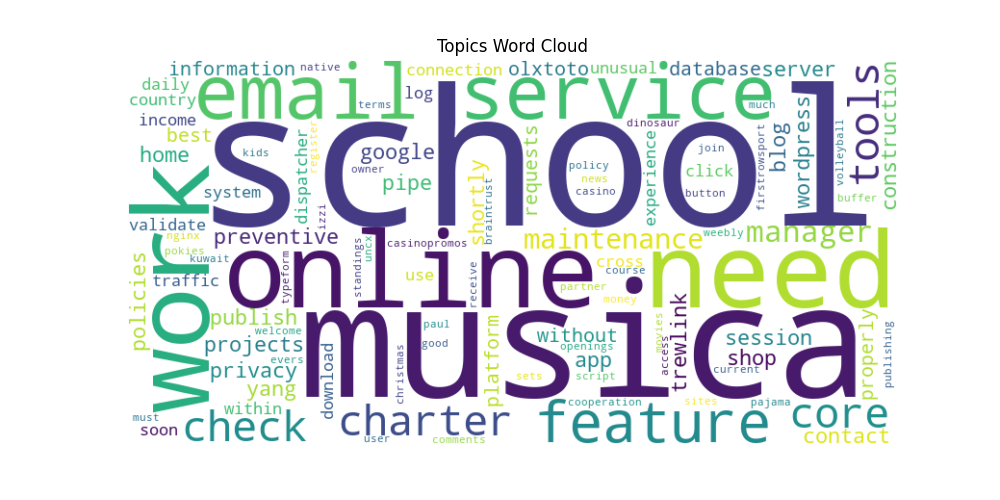 Topics Word Cloud
information
native
connection
olxtoto
unusual
database
server
daily
email
service
tools
construction
country
terms
log
much
income
school
dinosaur
best
google
requests
experience
join
blog
wordpress
volleyball
home
kids
register
owner
pipe
shortly
policy
news
click
firstrowsport
dispatcher
casino
button
buffer
system
work
izzi
braintrust
validate
preventive
casinopromos
maintenance
weebly
manager
nginx
pokies
kuwait
online
uncx
standings
typeform
use
cross
need
course
traffic
receive
partner
money
policies
publish
musica
welcome
paul
good
platform
without
openings
app
script
movies
access
trewlink
session
shop
current
properly
publishing
projects
evers
privacy
download
christmas
yang
sets
within
cooperation
sites
pajama
must
soon
check
charter
user
comments
feature
core
contact